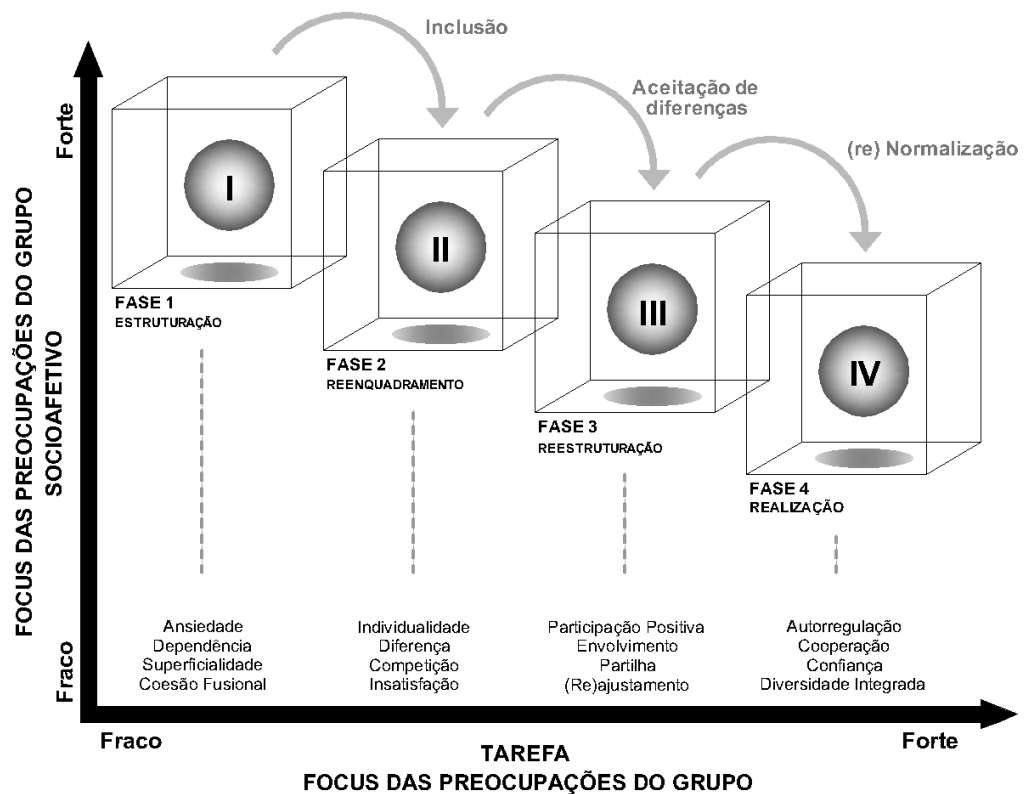 Inclusão
Aceitação de
diferenças
(re) Normalização
Forte
FOCUS DAS PREOCUPAÇÕES DO GRUPO
SOCIOAFETIVO
Fraco
I
FASE 1
ESTRUTURAÇÃO
II
FASE 2
REENQUADRAMENTO
III
FASE 3
REESTRUTURAÇÃO
IV
FASE 4
REALIZAÇÃO
Ansiedade
Dependência
Superficialidade
Coesão Fusional
Individualidade
Diferença
Competição
Insatisfação
Participação Positiva
Envolvimento
Partilha
(Re)ajustamento
Autorregulação
Cooperação
Confiança
Diversidade Integrada
Fraco
Forte
TAREFA
FOCUS DAS PREOCUPAÇÕES DO GRUPO